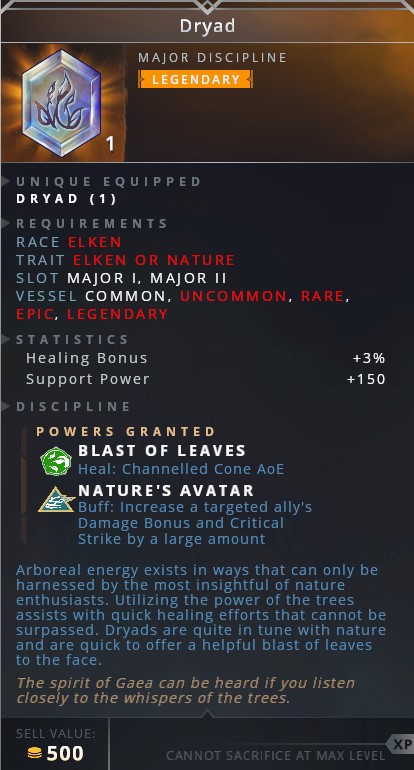 Dryad
MAJOR DISCIPLINE
LEGENDARY
1
UNIQUE EQUIPPED
DRYAD (1)
REQUIREMENTS
RACE ELKEN
TRAIT ELKEN OR NATURE
SLOT MAJOR I, MAJOR II
VESSEL COMMON, UNCOMMON, RARE,
EPIC, LEGENDARY
STATISTICS
Healing Bonus +3%
Support Power +150
DISCIPLINE
POWERS GRANTED
BLAST OF LEAVES
Heal: Channelled Cone AoE
NATURE'S AVATAR
Buff: Increase a targeted ally's
Damage Bonus and Critical
Strike by a large amount
Arboreal energy exists in ways that can only be
harnessed by the most insightful of nature
enthusiasts. Utilizing the power of the trees
assists with quick healing efforts that cannot be
surpassed. Dryads are quite in tune with nature
and are quick to offer a helpful blast of leaves
to the face.
The spirit of Gaea can be heard if you listen
closely to the whispers of the trees.
SELL VALUE:
500
CANNOT SACRIFICE AT MAX LEVEL
XP